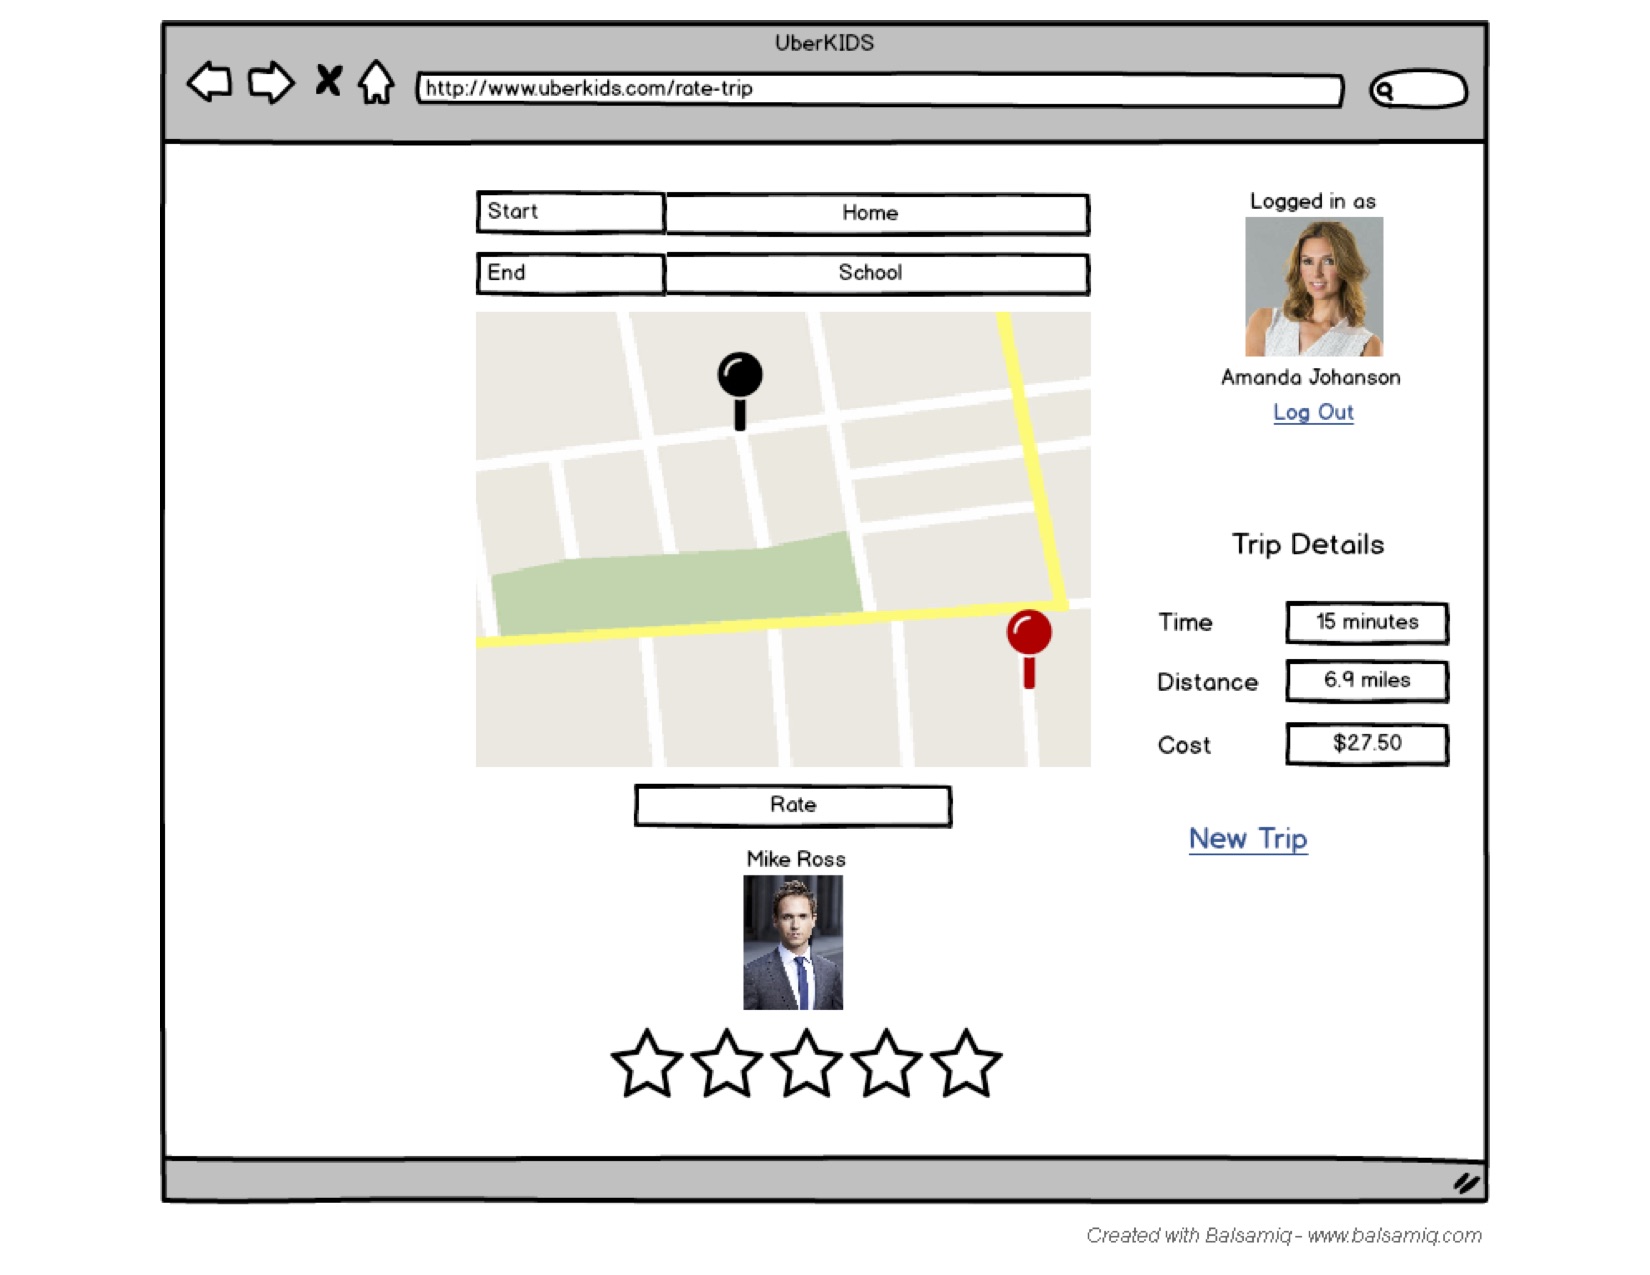 UberKIDS
http://www.uberkids.com/rate-trip
Start
Home
End
School
Logged in as
Amanda Johanson
Log Out
Trip Details
Time
15 minutes
Distance
6.9 miles
Cost
$27.50
New Trip
Rate
Mike Ross
Created with Balsamiq - www.balsamiq.com